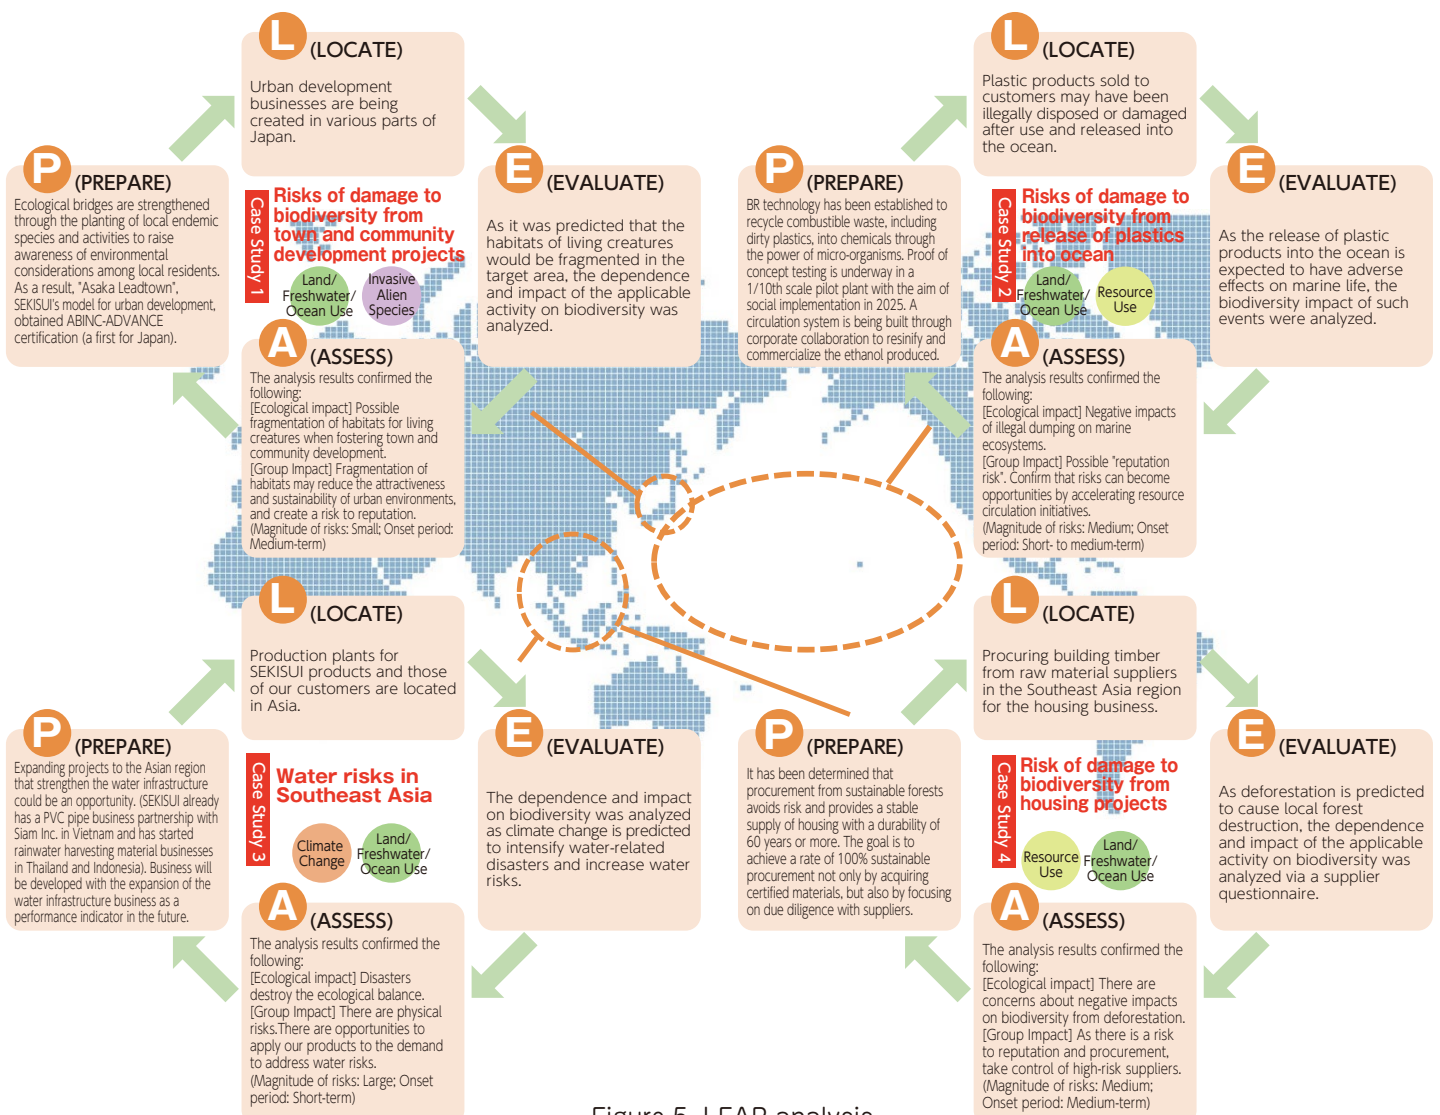 L
(LOCATE)
Urban development
businesses are being
created in various parts of
Japan.
E
(EVALUATE)
As it was predicted that the
habitats of living creatures
would be fragmented in the
target area, the dependence
and impact of the applicable
activity on biodiversity was
analyzed.
P
(PREPARE)
Ecological bridges are strengthened
through the planting of local endemic
species and activities to raise
awareness of environmental
considerations among local residents.
As a result, "Asaka Leadtown",
SEKISUI's model for urban development,
obtained ABINC-ADVANCE
certification (a first for Japan).
Case Study 1
Risks of damage to
biodiversity from
town and community
development projects
Land/
Freshwater/
Ocean Use
Invasive
Alien
Species
A
(ASSESS)
The analysis results confirmed the
following:
[Ecological impact] Possible
fragmentation of habitats for living
creatures when fostering town and
community development.
[Group Impact] Fragmentation of
habitats may reduce the attractiveness
and sustainability of urban environments,
and create a risk to reputation.
(Magnitude of risks: Small; Onset period:
Medium-term)
L
(LOCATE)
Plastic products sold to
customers may have been
illegally disposed or damaged
after use and released into
the ocean.
E
(EVALUATE)
As the release of plastic
products into the ocean is
expected to have adverse
effects on marine life, the
biodiversity impact of such
events were analyzed.
P
(PREPARE)
BR technology has been established to
recycle combustible waste, including
dirty plastics, into chemicals through
the power of micro-organisms. Proof of
concept testing is underway in a
1/10th scale pilot plant with the aim of
social implementation in 2025. A
circulation system is being built through
corporate collaboration to resinify and
commercialize the ethanol produced.
Case Study 2
Risks of damage to
biodiversity from
release of plastics
into ocean
Land/
Freshwater/
Ocean Use
Resource
Use
A
(ASSESS)
The analysis results confirmed the
following:
[Ecological impact] Negative impacts
of illegal dumping on marine
ecosystems.
[Group Impact] Possible "reputation
risk". Confirm that risks can become
opportunities by accelerating resource
circulation initiatives.
(Magnitude of risks: Medium; Onset
period: Short- to medium-term)
L
(LOCATE)
Production plants for
SEKISUI products and those
of our customers are located
in Asia.
E
(EVALUATE)
The dependence and impact
on biodiversity was analyzed
as climate change is predicted
to intensify water-related
disasters and increase water
risks.
P
(PREPARE)
Expanding projects to the Asian region
that strengthen the water infrastructure
could be an opportunity. (SEKISUI already
has a PVC pipe business partnership with
Siam Inc. in Vietnam and has started
rainwater harvesting material businesses
in Thailand and Indonesia). Business will
be developed with the expansion of the
water infrastructure business as a
performance indicator in the future.
Case Study 3
Water risks in
Southeast Asia
Climate
Change
Land/
Freshwater/
Ocean Use
A
(ASSESS)
The analysis results confirmed the
following:
[Ecological impact] Disasters
destroy the ecological balance.
[Group Impact] There are physical
risks.There are opportunities to
apply our products to the demand
to address water risks.
(Magnitude of risks: Large; Onset
period: Short-term)
L
(LOCATE)
Procuring building timber
from raw material suppliers
in the Southeast Asia region
for the housing business.
E
(EVALUATE)
As deforestation is predicted
to cause local forest
destruction, the dependence
and impact of the applicable
activity on biodiversity was
analyzed via a supplier
questionnaire.
P
(PREPARE)
It has been determined that
procurement from sustainable forests
avoids risk and provides a stable
supply of housing with a durability of
60 years or more. The goal is to
achieve a rate of 100% sustainable
procurement not only by acquiring
certified materials, but also by focusing
on due diligence with suppliers.
Case Study 4
Risk of damage to
biodiversity from
housing projects
Resource
Use
Land/
Freshwater/
Ocean Use
A
(ASSESS)
The analysis results confirmed the
following:
[Ecological impact] There are
concerns about negative impacts
on biodiversity from deforestation.
[Group Impact] As there is a risk
to reputation and procurement,
take control of high-risk suppliers.
(Magnitude of risks: Medium;
Onset period: Medium-term)
Figure 5. LEAP analysis